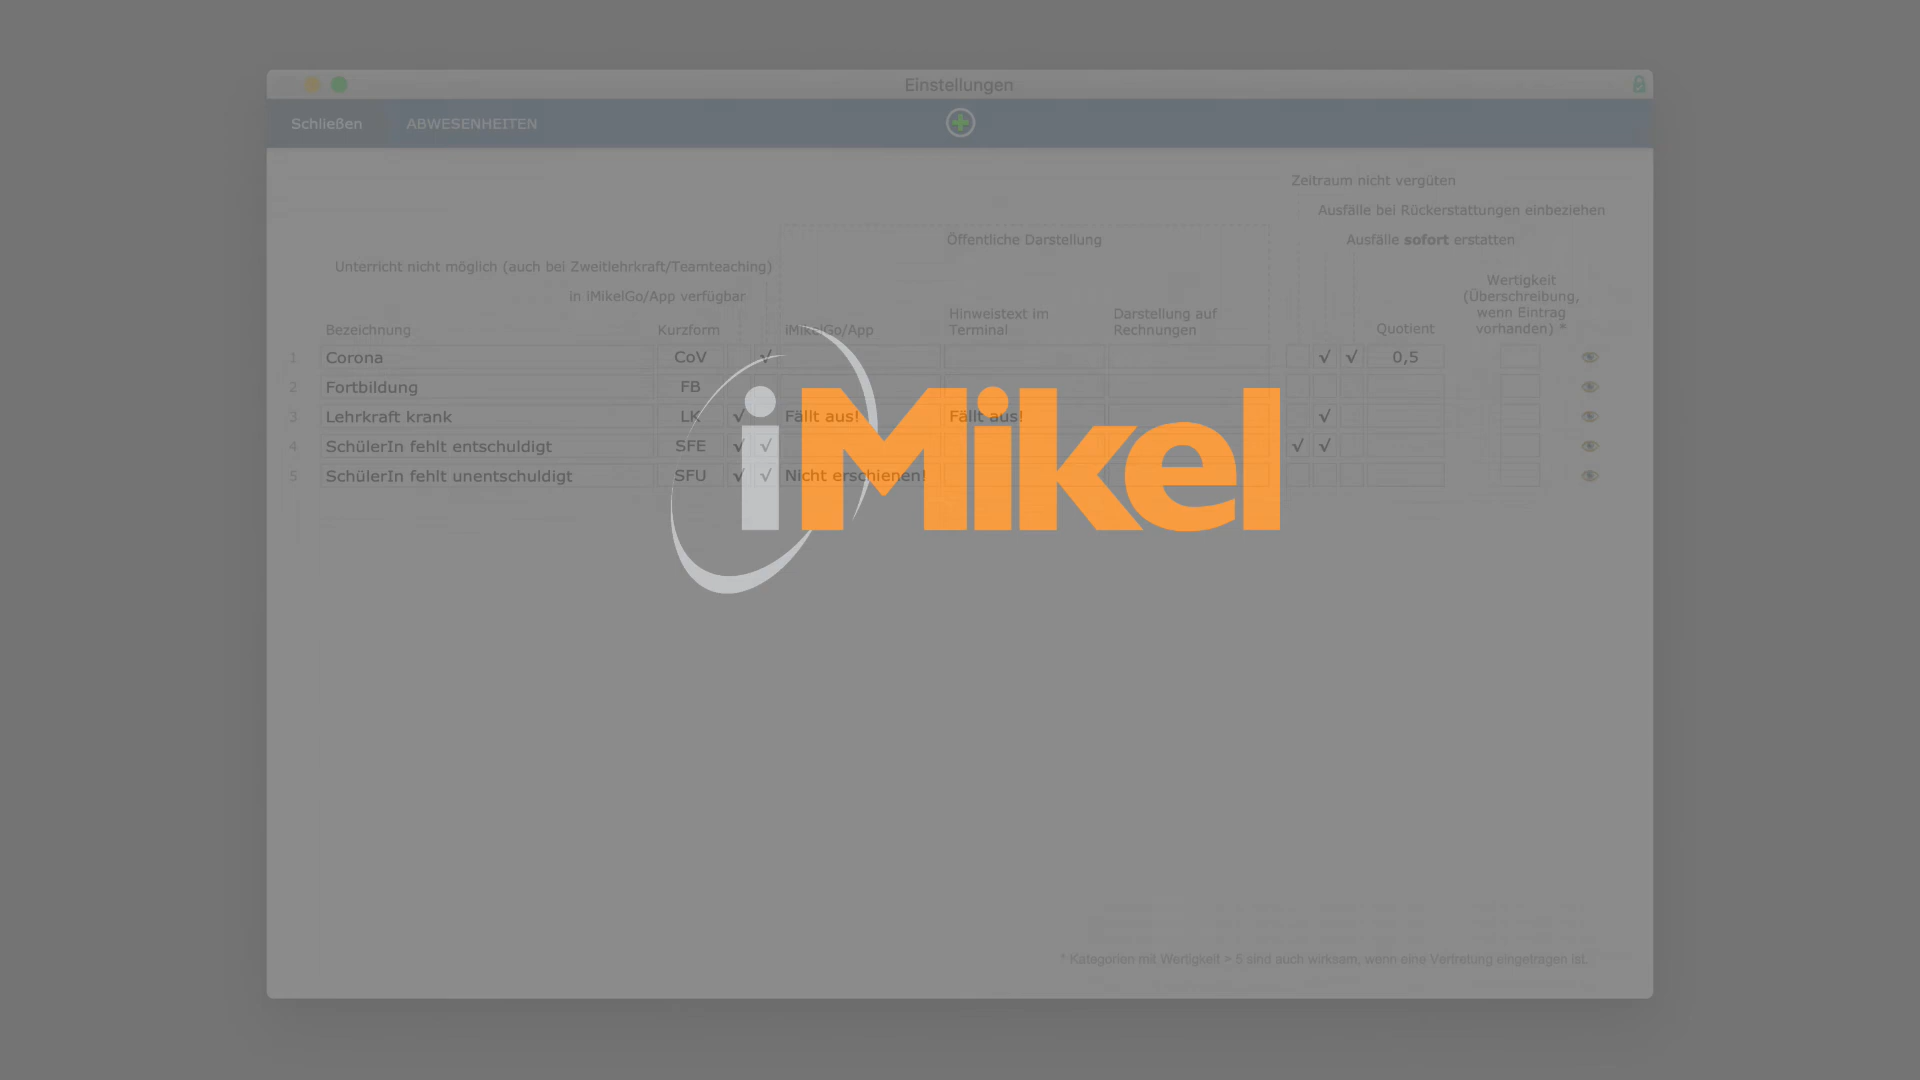 Einstellungen
Schließen ABWESENHEITEN
Zeitraum nicht vergüten
Ausfälle bei Rückerstattungen einbeziehen
Öffentliche Darstellung
Ausfälle sofort erstatten
Unterricht nicht möglich (auch bei Zweitlehrkraft/Teamteaching)
in iMikelGo/App verfügbar
Wertigkeit
(Überschreibung,
wenn Eintrag
vorhanden) *
Bezeichnung Kurzform iMikelGo/App
Hinweistext im
Terminal
Darstellung auf
Rechnungen
Quotient
1 Corona CoV √ √ √ 0,5
2 Fortbildung FB
3 Lehrkraft krank LK √ Fällt aus! Fällt aus! √
4 SchülerIn fehlt entschuldigt SFE √ √ √ √
5 SchülerIn fehlt unentschuldigt SFU √ √ Nicht erschienen!
iMikel
* Kategorien mit Wertigkeit > 5 sind auch wirksam, wenn eine Vertretung eingetragen ist.